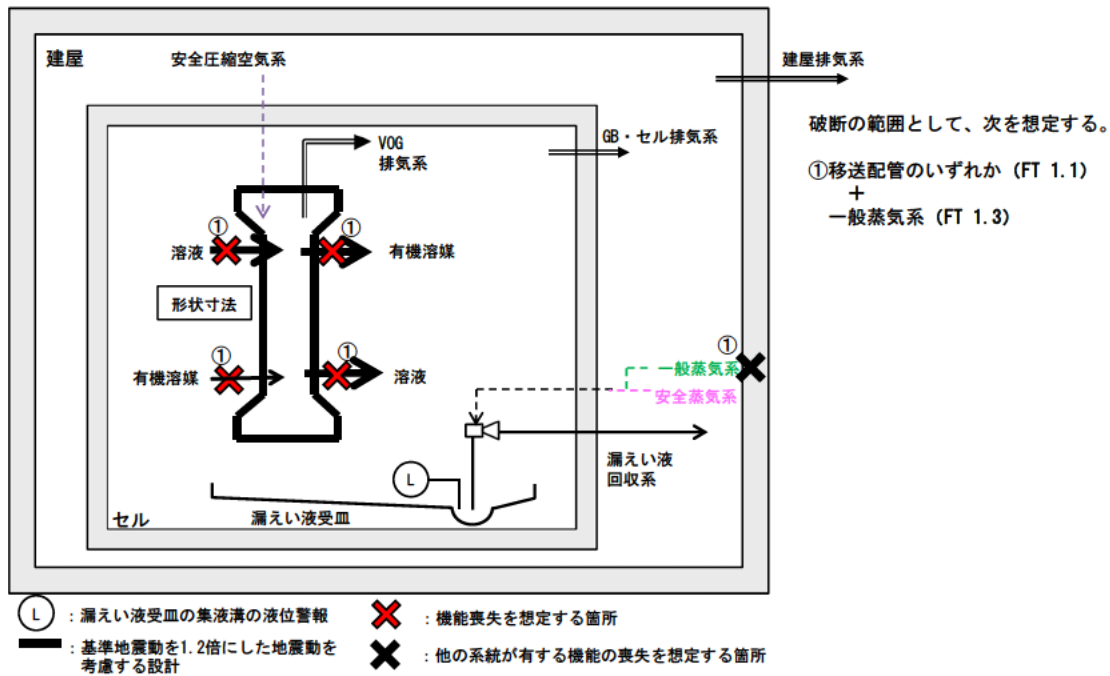 建屋
安全圧縮空気系
建屋排気系
破断の範囲として、次を想定する。
①移送配管のいずれか (FT 1.1)
+
一般蒸気系 (FT 1.3)
VOG
排気系
GB・セル排気系
①
溶液
①
有機溶媒
形状寸法
①
有機溶媒
①
溶液
①
一般蒸気系
安全蒸気系
漏えい液
回収系
L
漏えい液受皿
セル
L
:漏えい液受皿の集液溝の液位警報
:機能喪失を想定する箇所
:基準地震動を1.2倍にした地震動を
考慮する設計
:他の系統が有する機能の喪失を想定する箇所